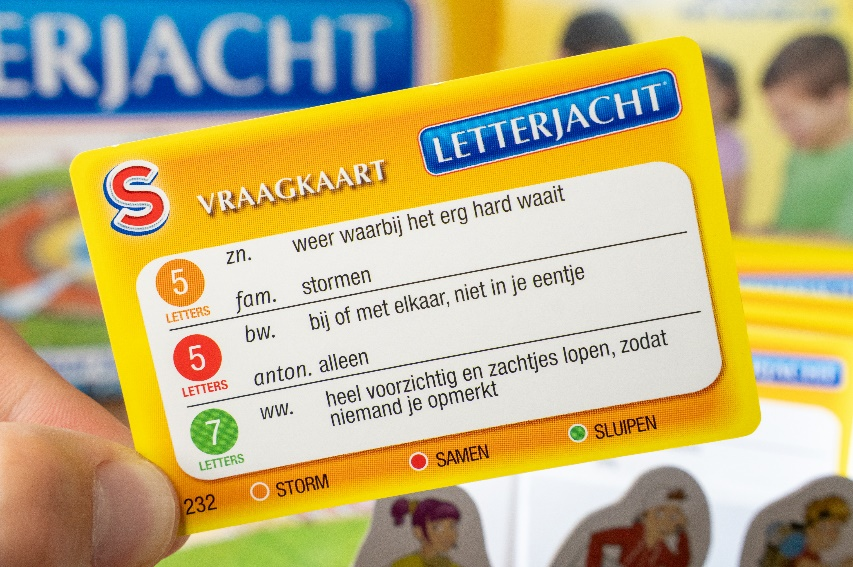 ERJACHT
LETTERJACHT
S VRAAGKAART
5 LETTERS
zn. weer waarbij het erg hard waait
fam. stormen
5 LETTERS
bw. bij of met elkaar, niet in je eentje
anton. alleen
7 LETTERS
ww. heel voorzichtig en zachtjes lopen, zodat
niemand je opmerkt
232 STORM SAMEN SLUIPEN